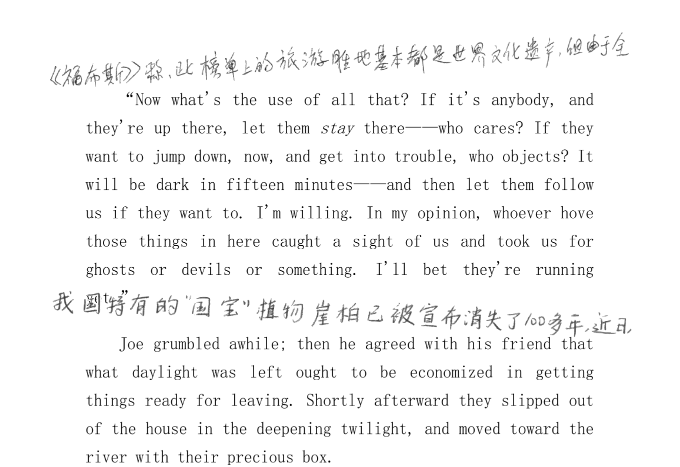 《福布斯》称,此榜单上的旅游胜地基本都是世界文化遗产,但由于全
“Now what's the use of all that? If it's anybody, and
they're up there, let them stay there——who cares? If they
want to jump down, now, and get into trouble, who objects? It
will be dark in fifteen minutes——and then let them follow
us if they want to. I'm willing. In my opinion, whoever hove
those things in here caught a sight of us and took us for
ghosts or devils or something. I'll bet they're running
我国特有的“国宝”植物崖柏已被宣布消失了100多年,近日
Joe grumbled awhile; then he agreed with his friend that
what daylight was left ought to be economized in getting
things ready for leaving. Shortly afterward they slipped out
of the house in the deepening twilight, and moved toward the
river with their precious box.